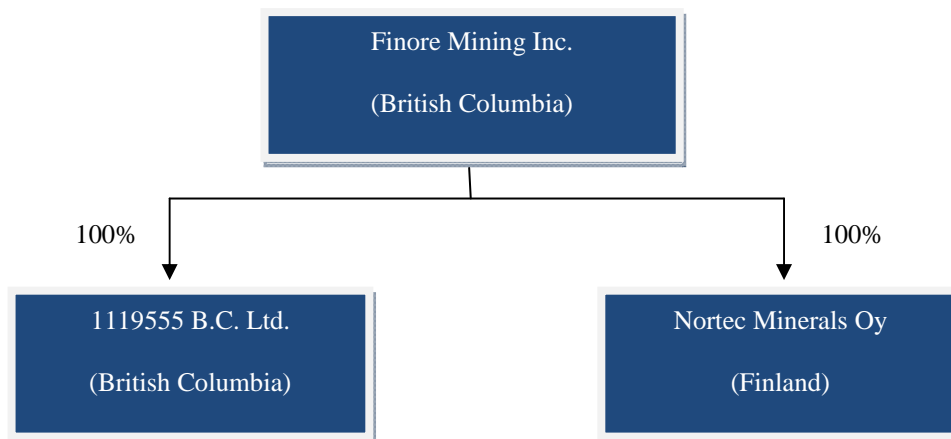 Finore Mining Inc.
(British Columbia)
100%
100%
1119555 B.C. Ltd.
(British Columbia)
Nortec Minerals Oy
(Finland)